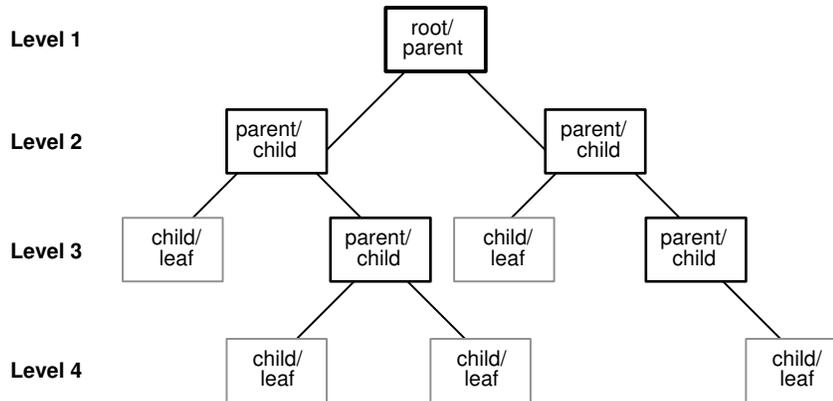 Level 1
root/
parent
Level 2
parent/
child
parent/
child
Level 3
child/
leaf
parent/
child
child/
leaf
parent/
child
Level 4
child/
leaf
child/
leaf
child/
leaf